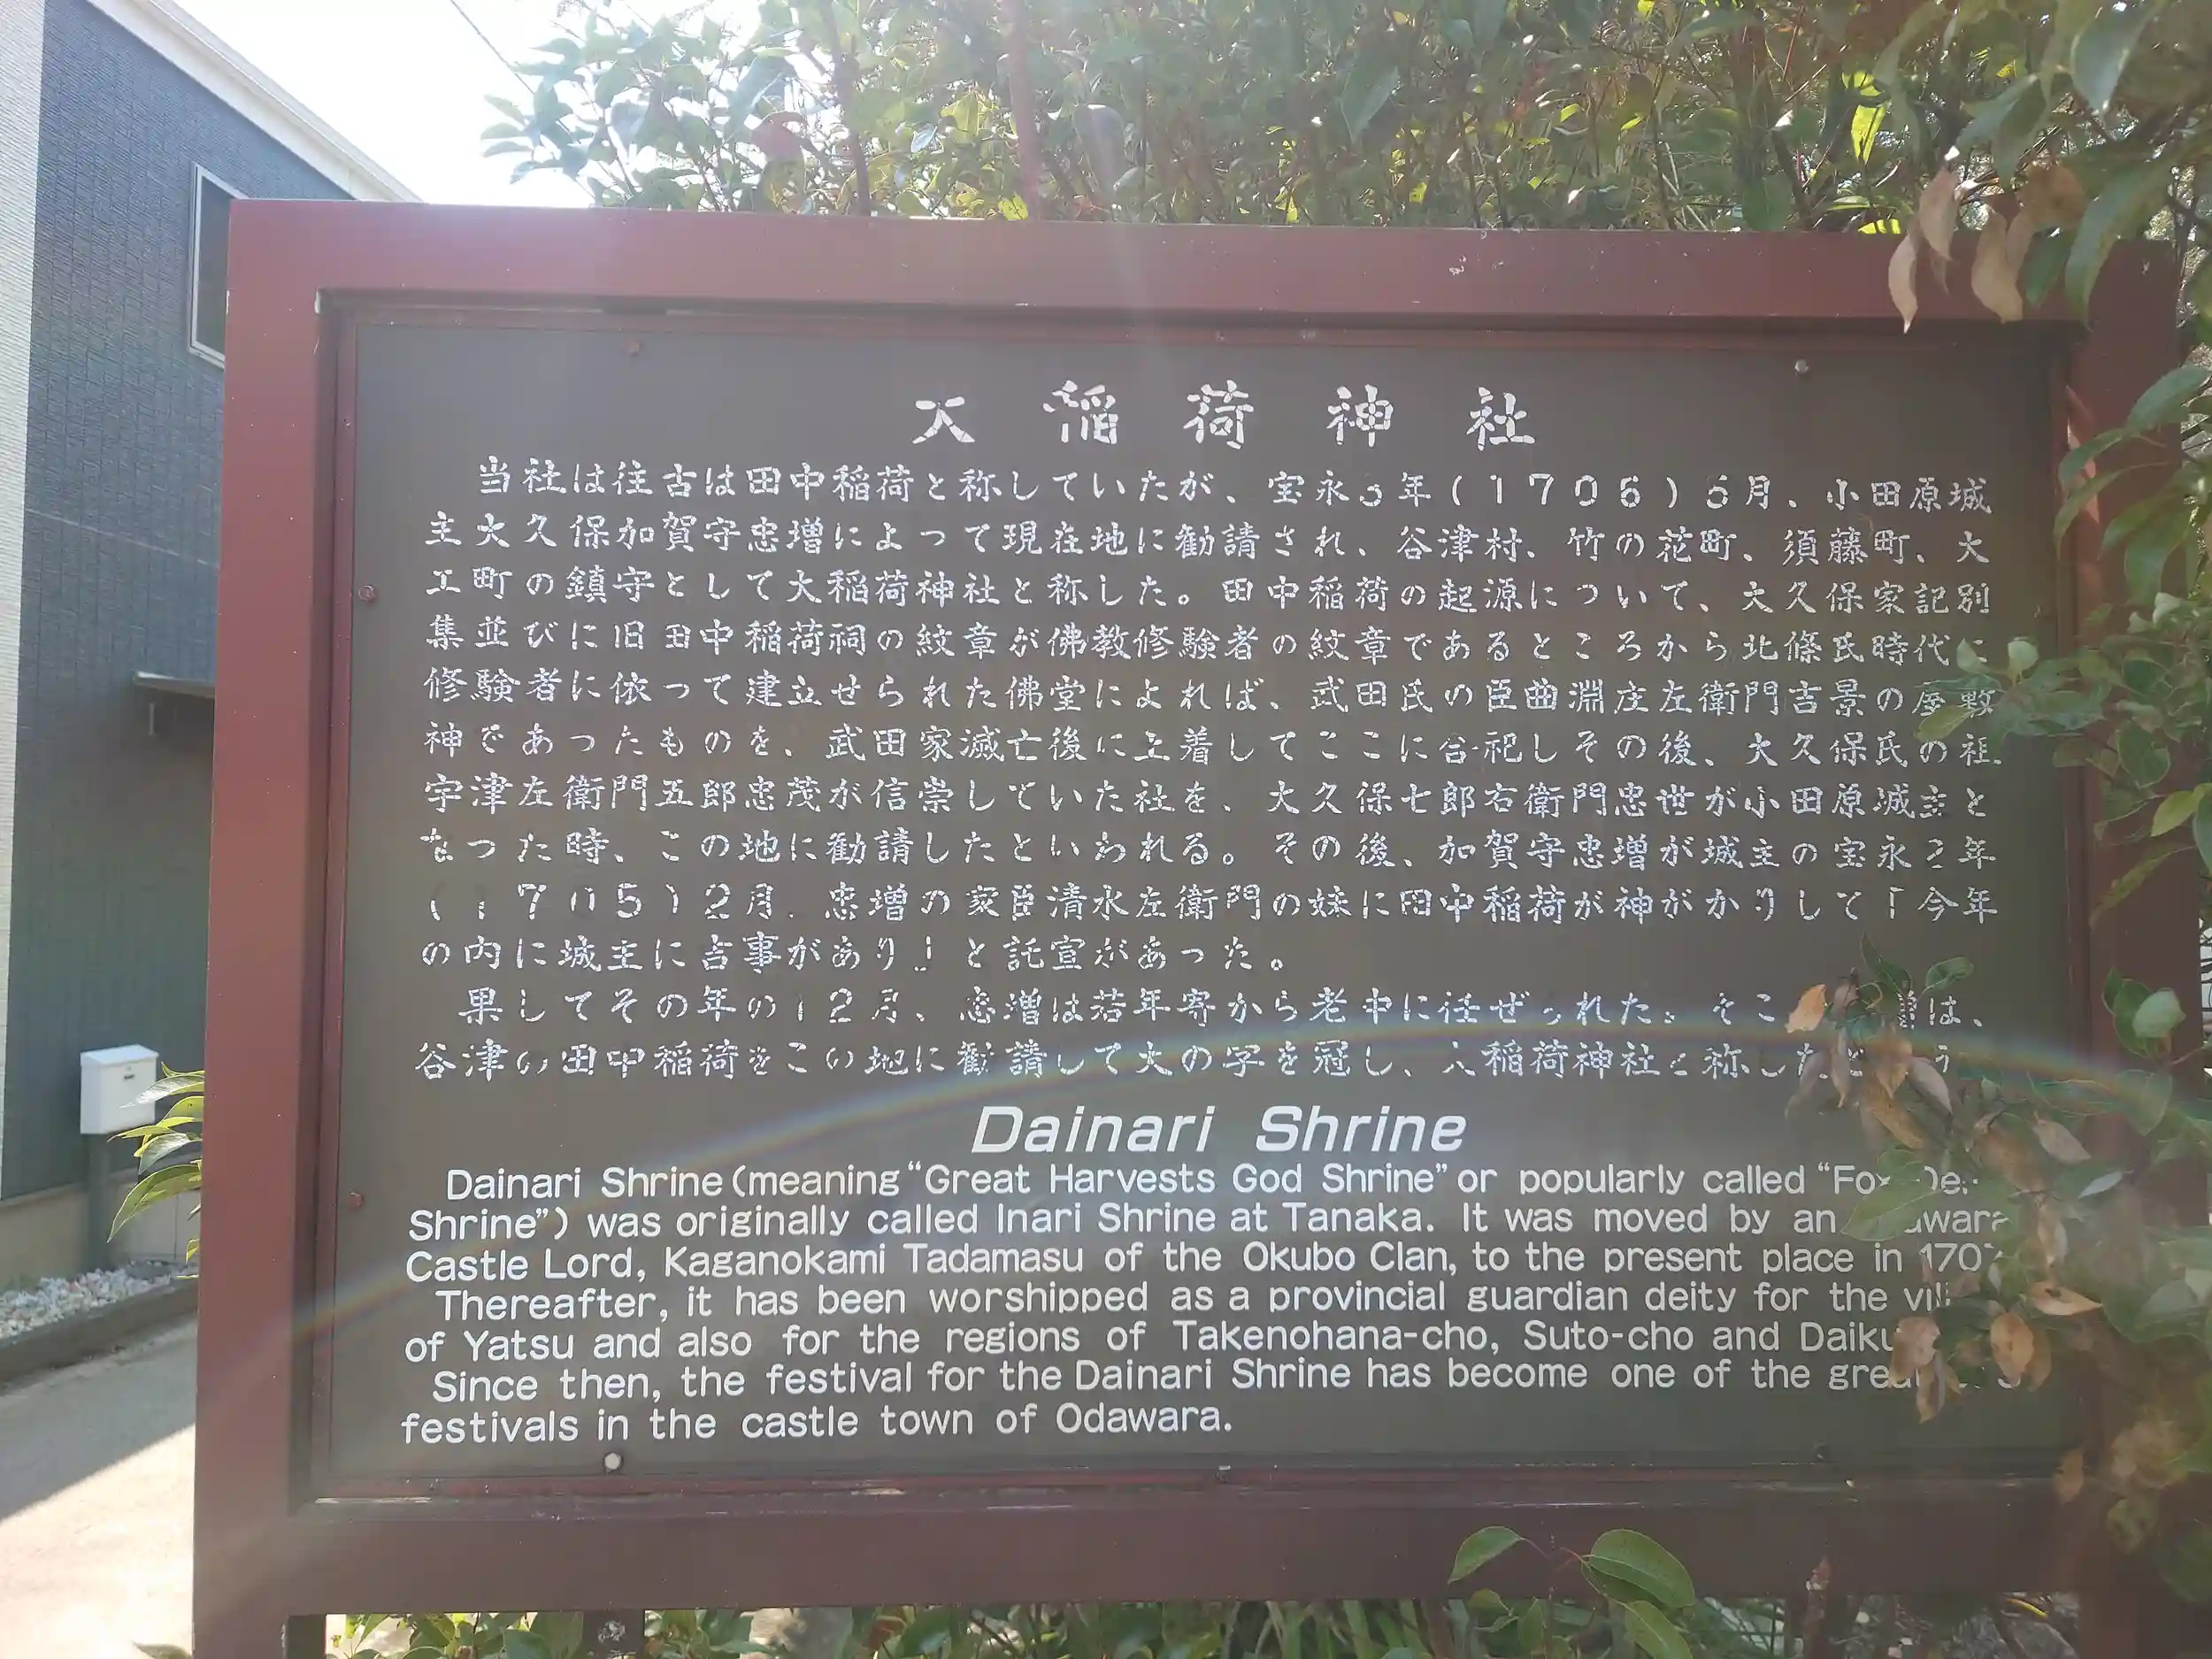 大稲荷神社
当社は往古は田中稲荷と称していたが、宝永3年(1706)6月、小田原城
主大久保加賀守忠増によって現在地に勧請され、谷津村、竹の花町、須藤町、大
工町の鎮守として大稲荷神社と称した。田中稲荷の起源について、大久保家記別
集並びに旧田中稲荷祠の紋章が佛教修験者の紋章であるところから北條氏時代に
修験者に依って建立せられた佛堂によれば、武田氏の臣曲淵庄左衛門吉景の屋敷
神であったものを、武田家滅亡後に土着してここに合祀しその後、大久保氏の祖
宇津左衛門五郎忠茂が信崇していた社を、大久保七郎右衛門忠世が小田原城主と
なった時、この地に勧請したといわれる。その後、加賀守忠増が城主の宝永2年
(1705)2月、忠増の家臣清水左衛門の妹に田中稲荷が神がかりして「今年
の内に城主に吉事があり」と託宣があった。
果してその年の12月、忠増は若年寄から老中に任ぜられた。そこ 増は、
谷津の田中稲荷をこの地に勧請して大の字を冠し、大稲荷神社と称した
Dainari Shrine
Dainari Shrine (meaning “Great Harvests God Shrine” or popularly called “Fox
Shrine”) was originally called Inari Shrine at Tanaka. It was moved by an
Castle Lord, Kaganokami Tadamasu of the Okubo Clan, to the present place in
Thereafter, it has been worshipped as a provincial guardian deity for the
of Yatsu and also for the regions of Takenohana-cho, Suto-cho and
Since then, the festival for the Dainari Shrine has become one of the
festivals in the castle town of Odawara.